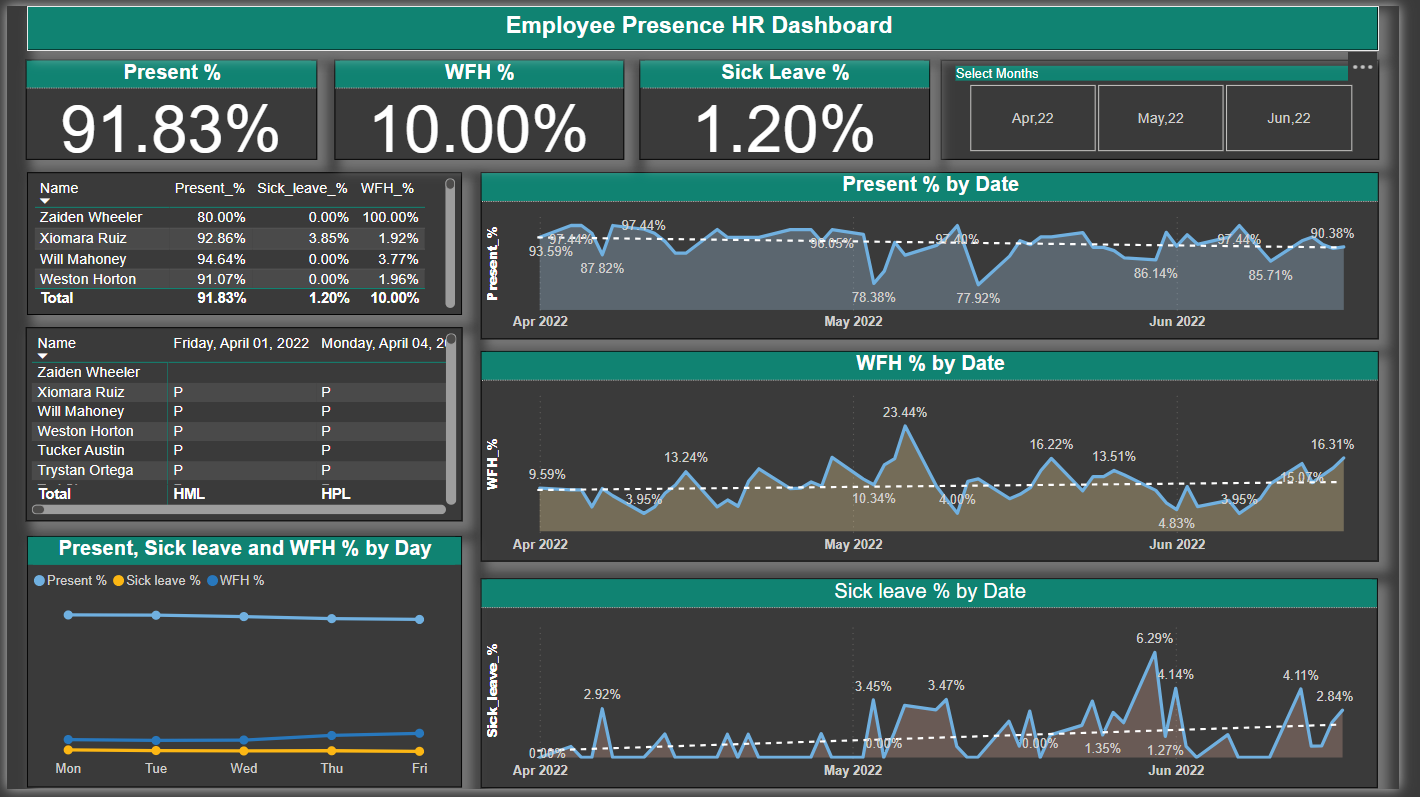 Employee Presence HR Dashboard
Present %
91.83%
WFH %
10.00%
Sick Leave %
1.20%
Select Months
Apr,22 May,22 Jun,22
Name Present_% Sick_leave_% WFH_%
Zaiden Wheeler 80.00% 0.00% 100.00%
Xiomara Ruiz 92.86% 3.85% 1.92%
Will Mahoney 94.64% 0.00% 3.77%
Weston Horton 91.07% 0.00% 1.96%
Total 91.83% 1.20% 10.00%
Name Friday, April 01, 2022 Monday, April 04, 2
Zaiden Wheeler
Xiomara Ruiz P P
Will Mahoney P P
Weston Horton P P
Tucker Austin P P
Trystan Ortega P P
Total HML HPL
Present, Sick leave and WFH % by Day
Present % Sick leave % WFH %
Mon Tue Wed Thu Fri
Present % by Date
Present_%
93.59% 97.44% 87.82% 97.44% 96.05% 78.38% 97.40% 77.92% 86.14% 97.44% 85.71% 90.38%
Apr 2022 May 2022 Jun 2022
WFH % by Date
WFH_%
9.59% 3.95% 13.24% 10.34% 23.44% 4.00% 16.22% 13.51% 4.83% 3.95% 15.07% 16.31%
Apr 2022 May 2022 Jun 2022
Sick leave % by Date
Sick_leave_%
0.00% 2.92% 3.45% 0.00% 3.47% 0.00% 1.35% 6.29% 1.27% 4.14% 4.11% 2.84%
Apr 2022 May 2022 Jun 2022